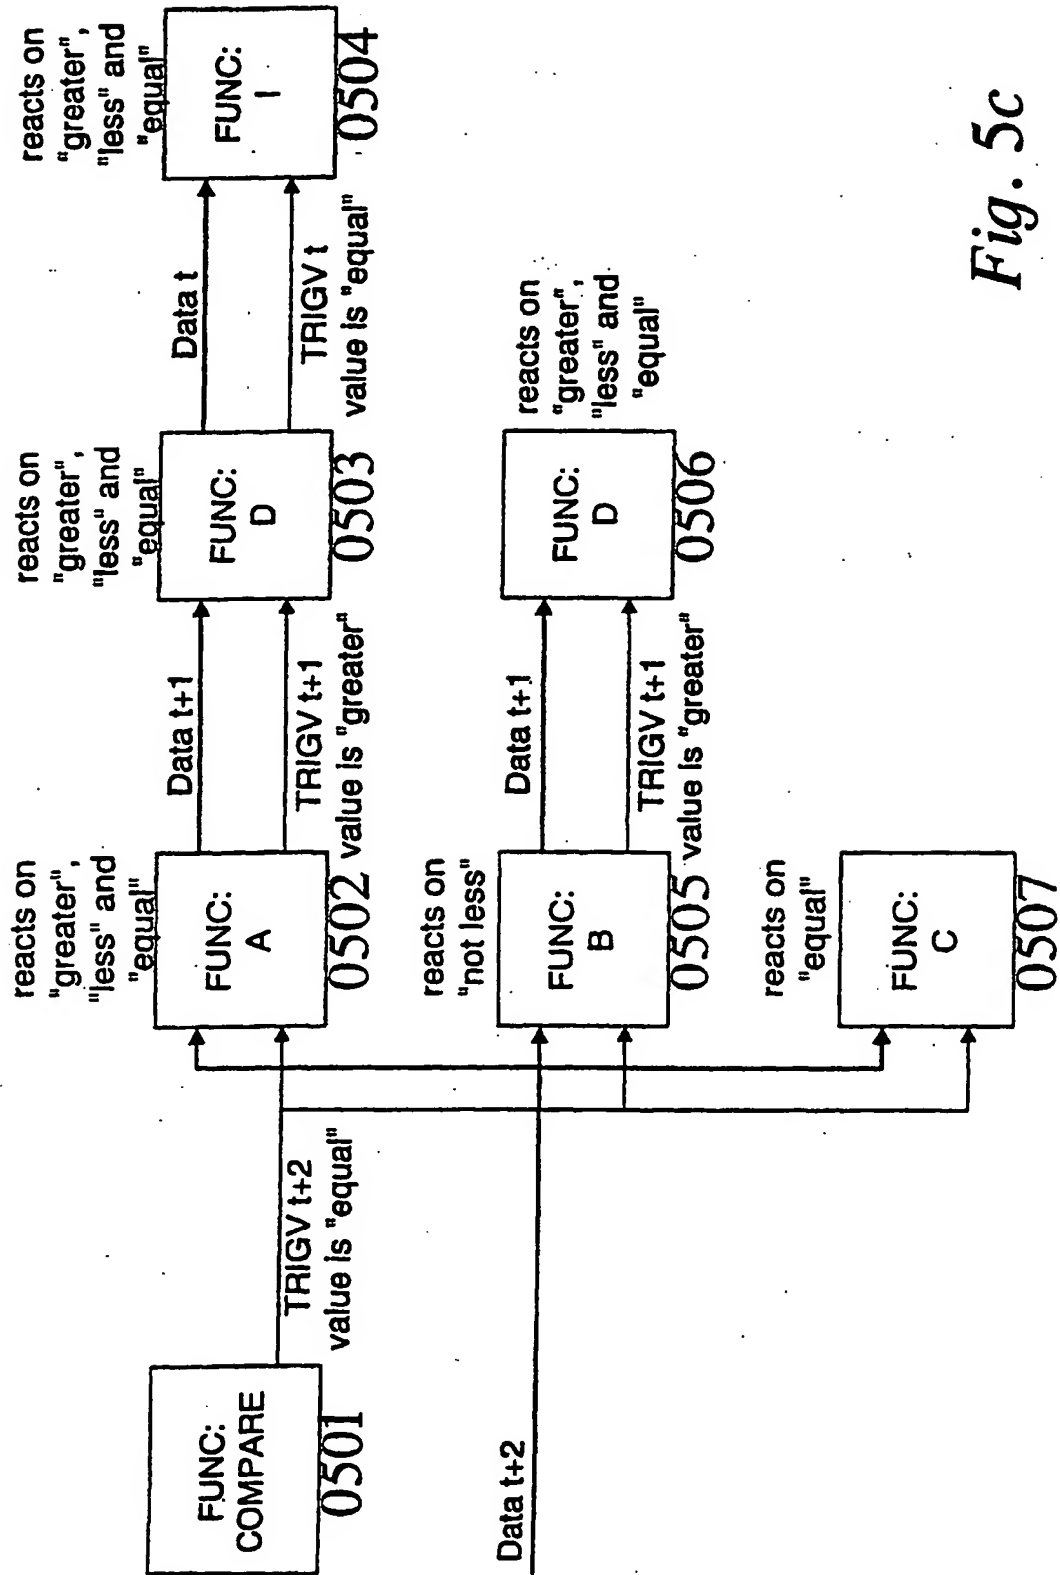 FUNC:
COMPARE
0501
TRIGV t+2
value is "equal"
Data t+2
reacts on
"greater",
"less" and
"equal"
FUNC:
A
0502
Data t+1
TRIGV t+1
value is "greater"
reacts on
"greater",
"less" and
"equal"
FUNC:
D
0503
Data t
TRIGV t
value is "equal"
reacts on
"greater",
"less" and
"equal"
FUNC:
I
0504
reacts on
"not less"
FUNC:
B
0505
Data t+1
TRIGV t+1
value is "greater"
reacts on
"greater",
"less" and
"equal"
FUNC:
D
0506
reacts on
"equal"
FUNC:
C
0507
Fig. 5c